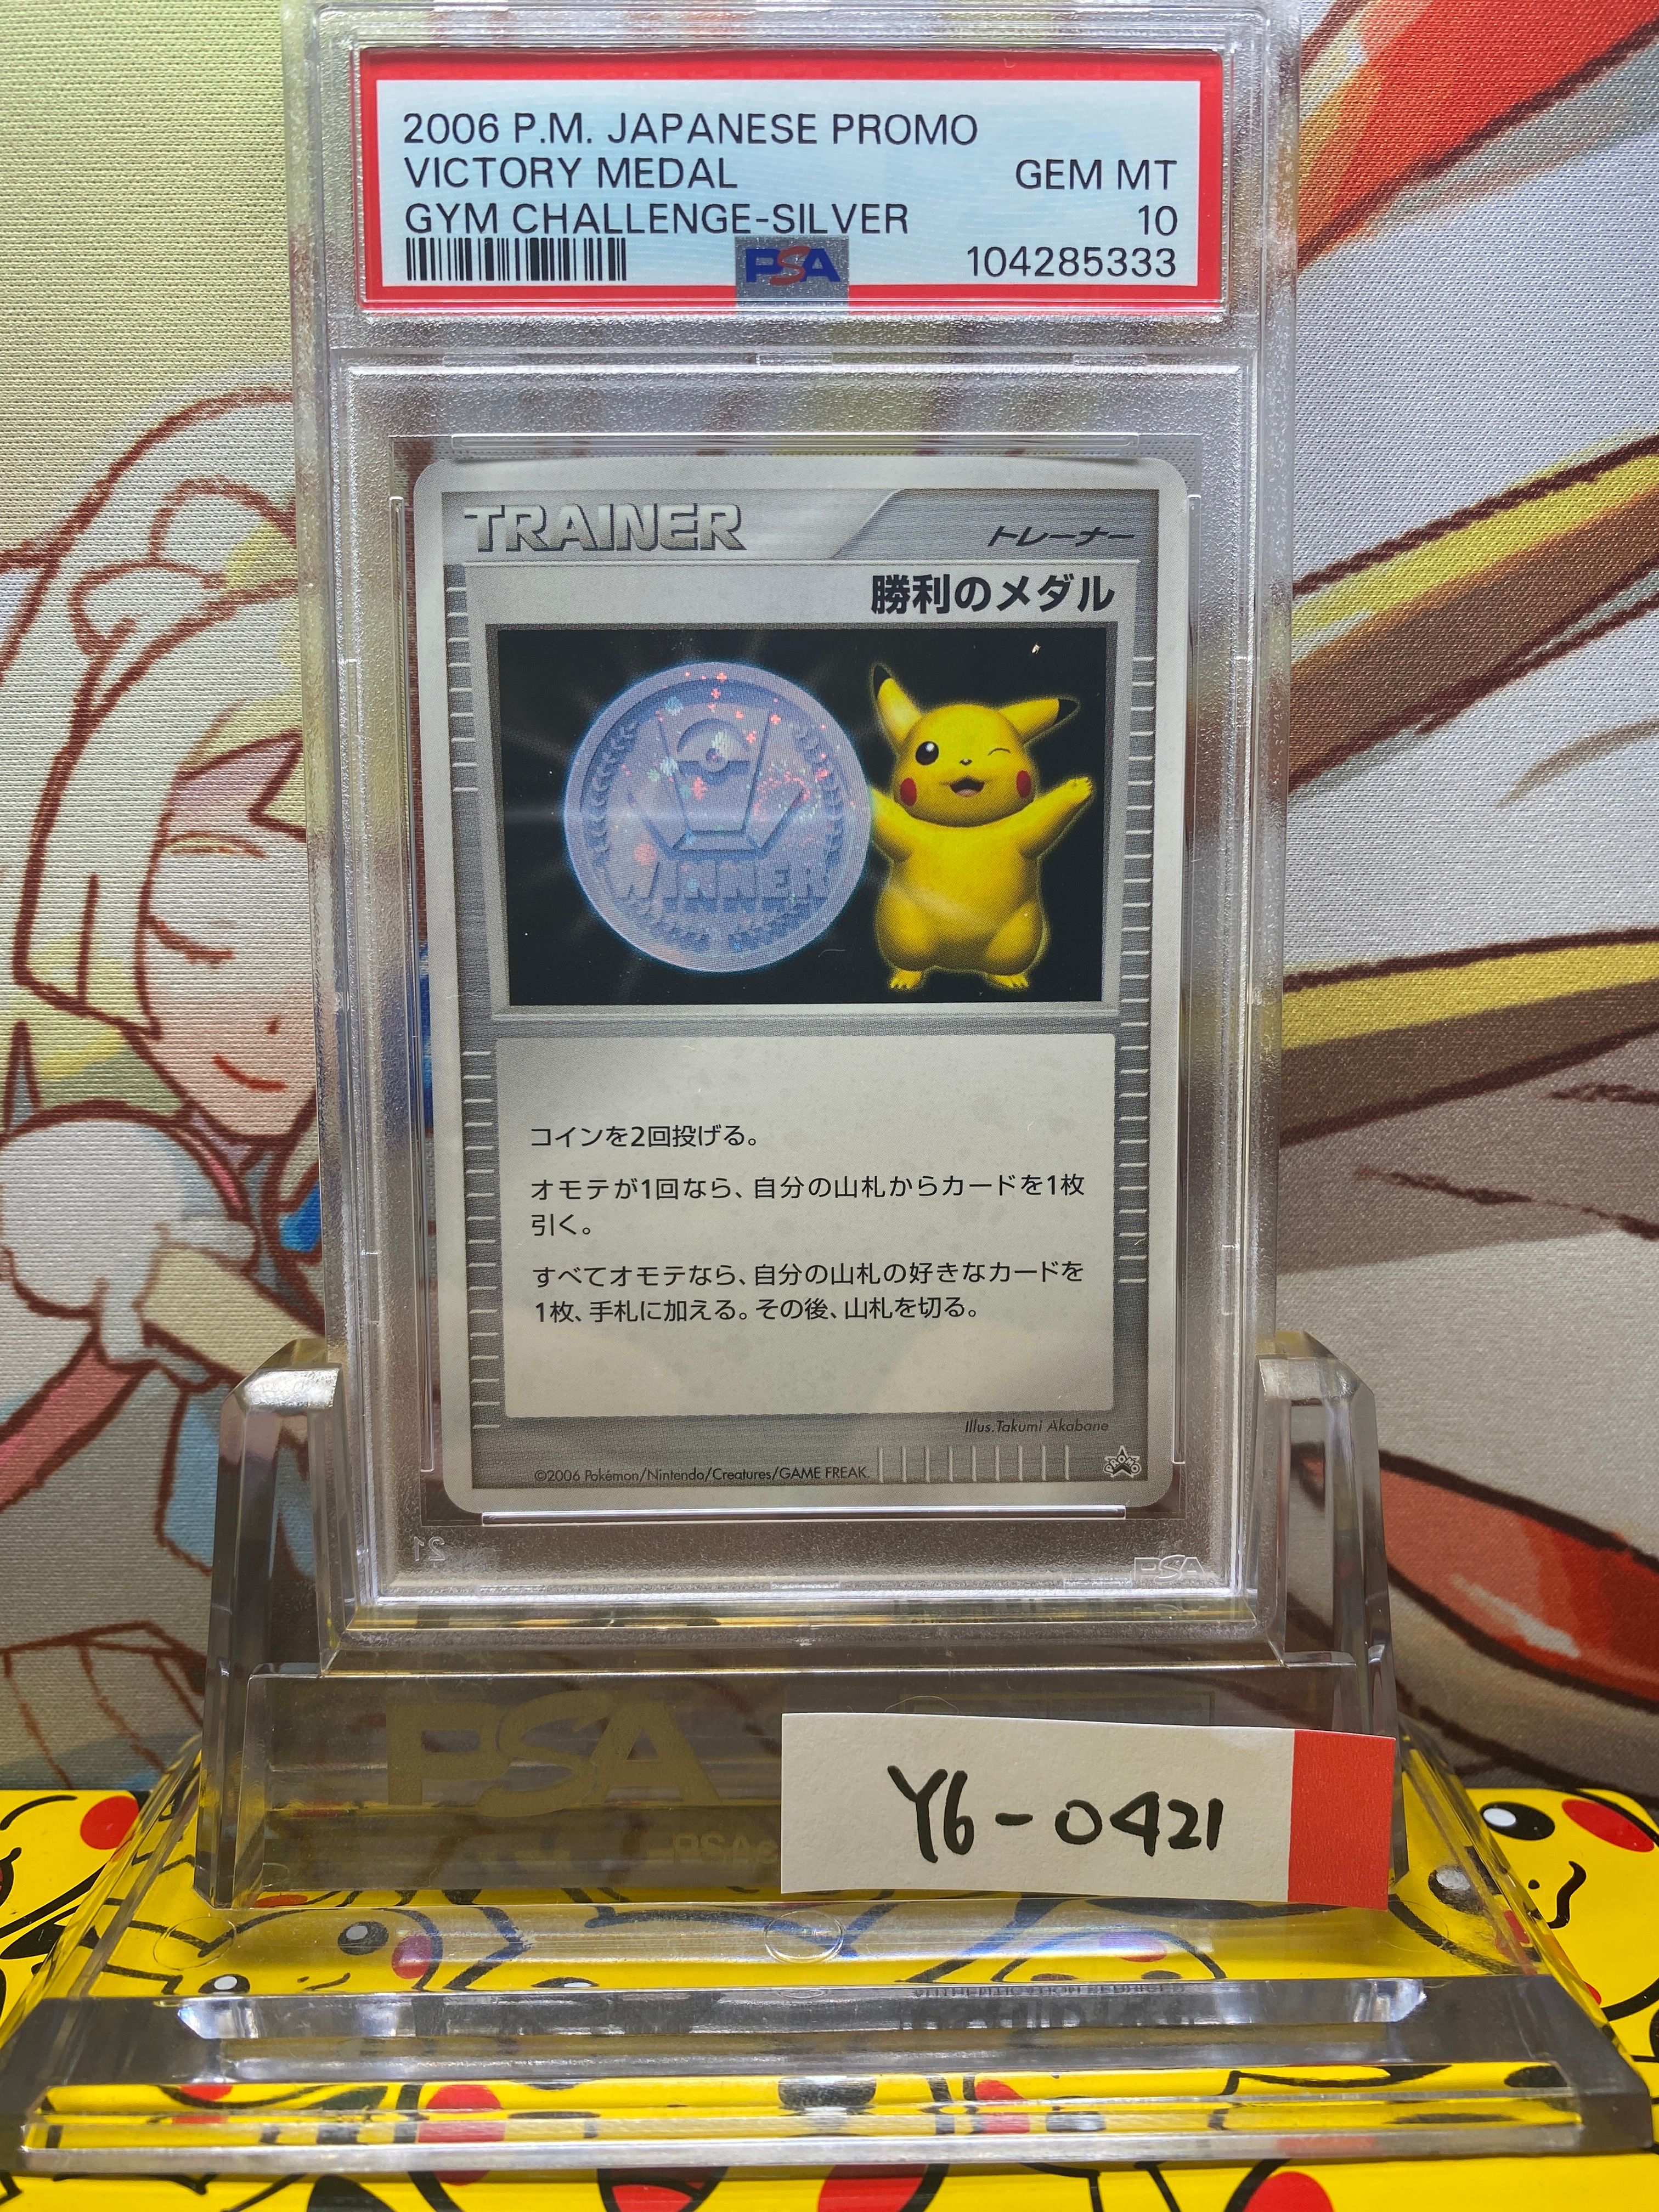 2006 P.M. JAPANESE PROMO
VICTORY MEDAL GEM MT
GYM CHALLENGE-SILVER 10
PSA 104285333
TRAINER トレーナー
勝利のメダル
WINNER
コインを2回投げる。
オモテが1回なら、自分の山札からカードを1枚
引く。
すべてオモテなら、自分の山札の好きなカードを
1枚、手札に加える。その後、山札を切る。
Illus.Takumi Akabane
©2006 Pokémon/Nintendo/Creatures/GAME FREAK.
PROMO
21
PSA
PSA
Y6-0421